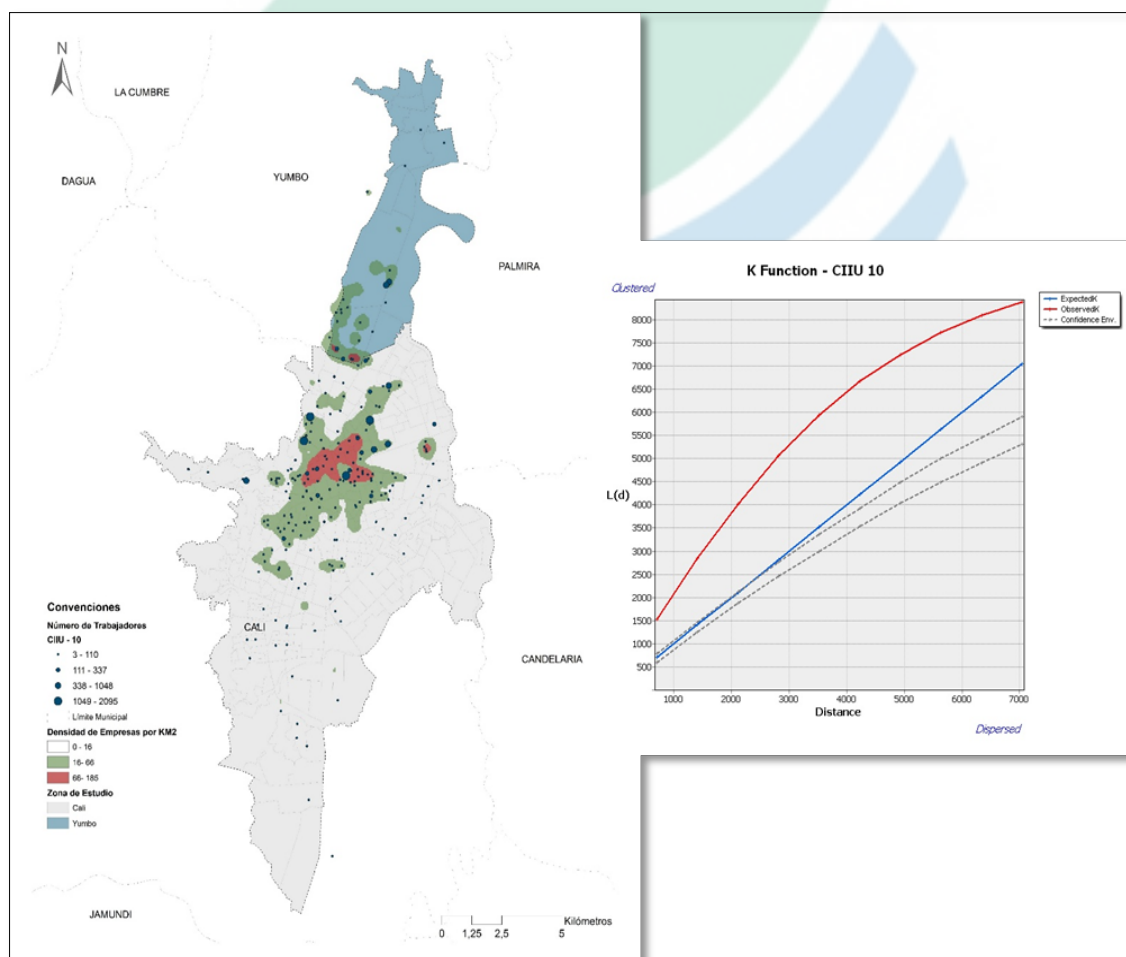 N
LA CUMBRE
DAGUA
YUMBO
PALMIRA
CALI
CANDELARIA
JAMUNDI
Convenciones
Número de Trabajadores
CIIU - 10
3 - 110
111 - 337
338 - 1048
1049 - 2095
Límite Municipal
Densidad de Empresas por KM2
0 - 16
16- 66
66- 185
Zona de Estudio
Cali
Yumbo
Kilómetros
0 1,25 2,5 5
K Function - CIIU 10
Clustered
ExpectedK
ObservedK
Confidence Env.
8000
7500
7000
6500
6000
5500
5000
4500
L(d)
4000
3500
3000
2500
2000
1500
1000
500
1000 2000 3000 4000 5000 6000 7000
Distance
Dispersed